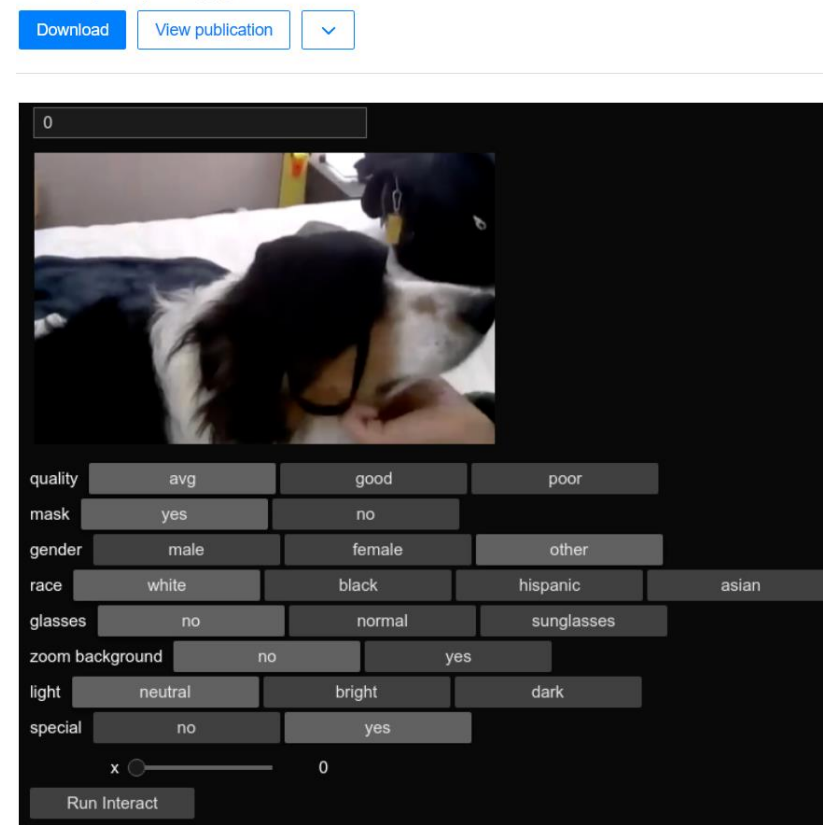 Download View publication
0
quality avg good poor
mask yes no
gender male female other
race white black hispanic asian
glasses no normal sunglasses
zoom background no yes
light neutral bright dark
special no yes
x 0
Run Interact